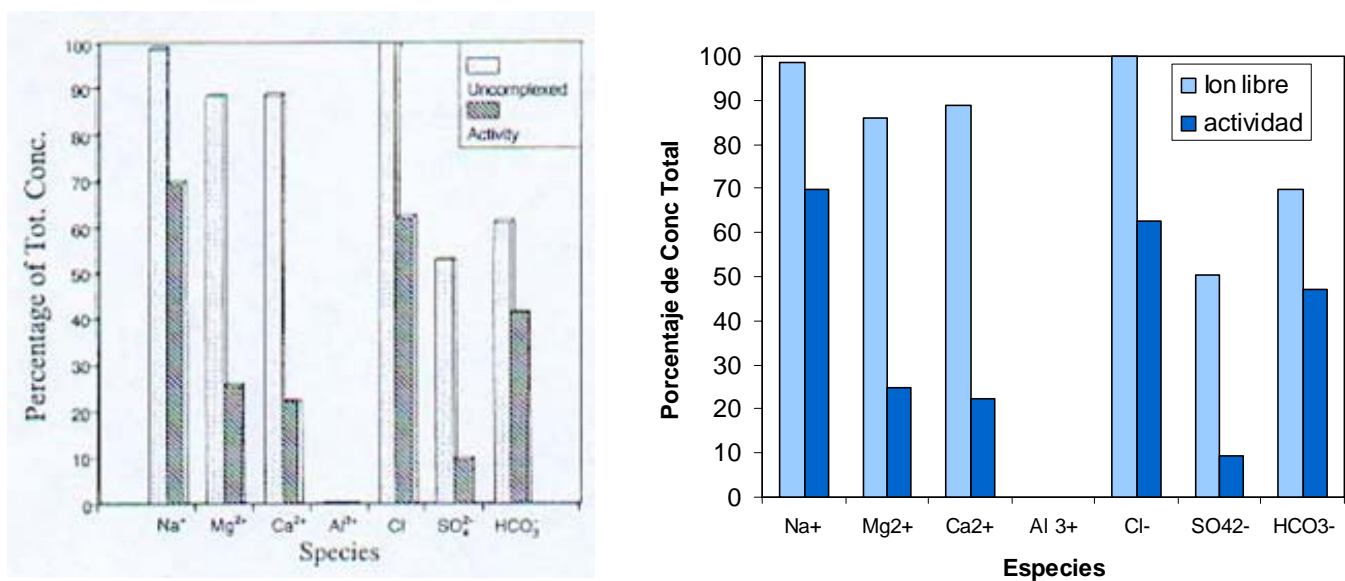 Percentage of Tot. Conc.
100
90
80
70
60
50
40
30
20
10
0
Uncomplexed
Activity
Na⁺
Mg²⁺
Ca²⁺
Al³⁺
Cl
SO₄²⁻
HCO₃⁻
Species
Porcentaje de Conc Total
100
90
80
70
60
50
40
30
20
10
0
Ion libre
actividad
Na+
Mg2+
Ca2+
Al 3+
Cl-
SO42-
HCO3-
Especies